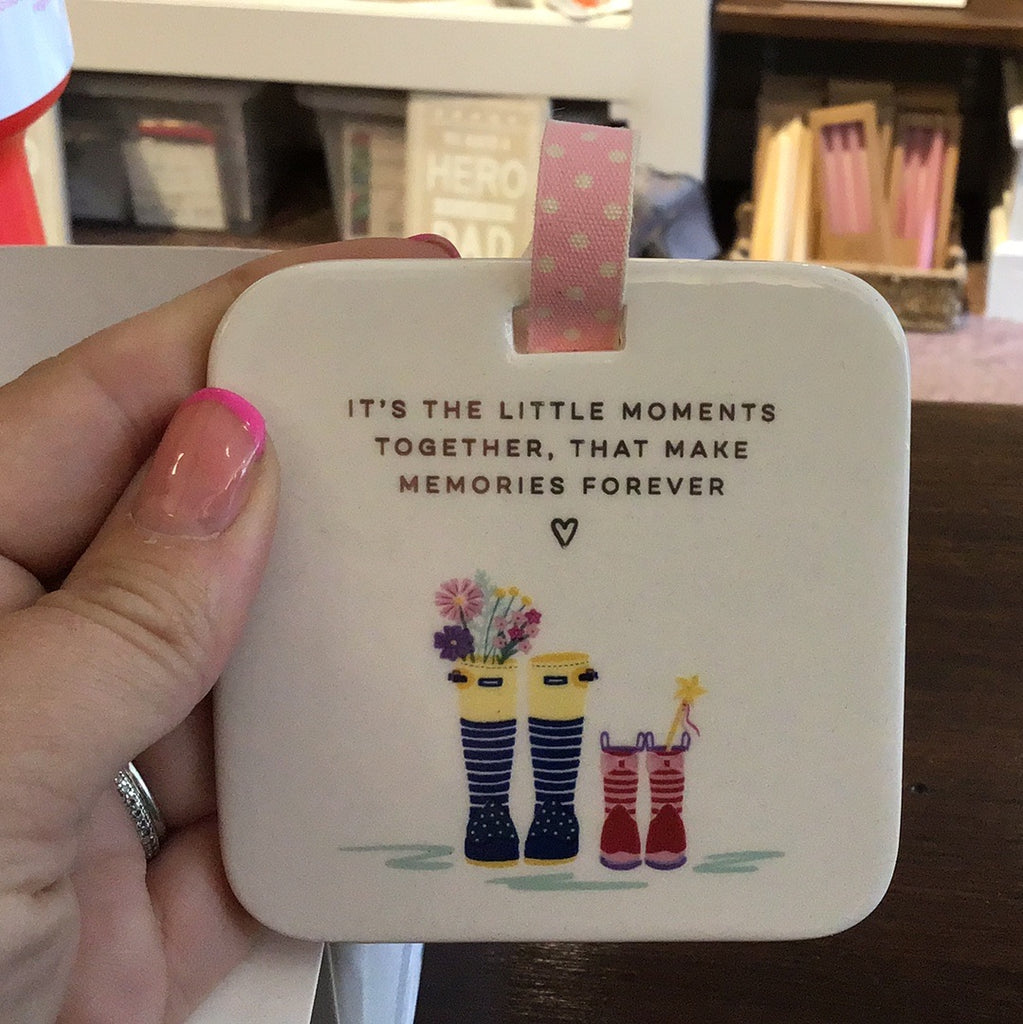 HERO
DAD
IT'S THE LITTLE MOMENTS
TOGETHER, THAT MAKE
MEMORIES FOREVER